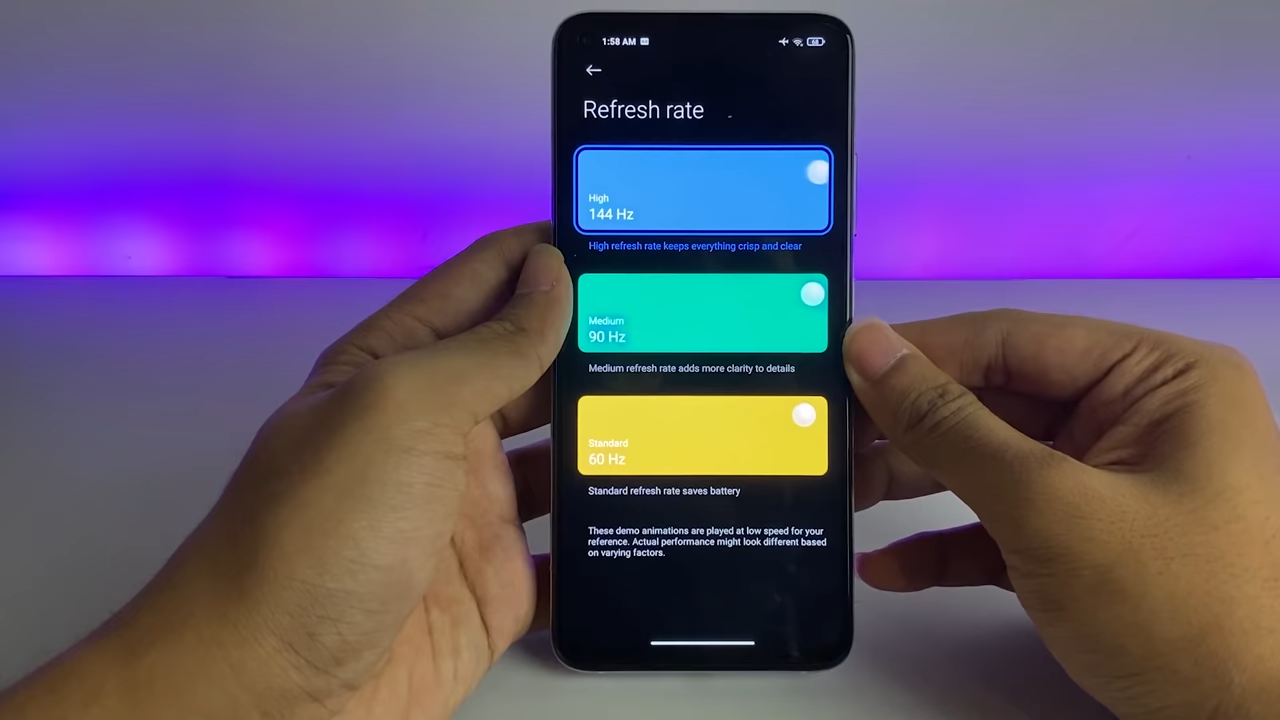 1:58 AM
68
Refresh rate
High
144 Hz
High refresh rate keeps everything crisp and clear
Medium
90 Hz
Medium refresh rate adds more clarity to details
Standard
60 Hz
Standard refresh rate saves battery
These demo animations are played at low speed for your
reference. Actual performance might look different based
on varying factors.